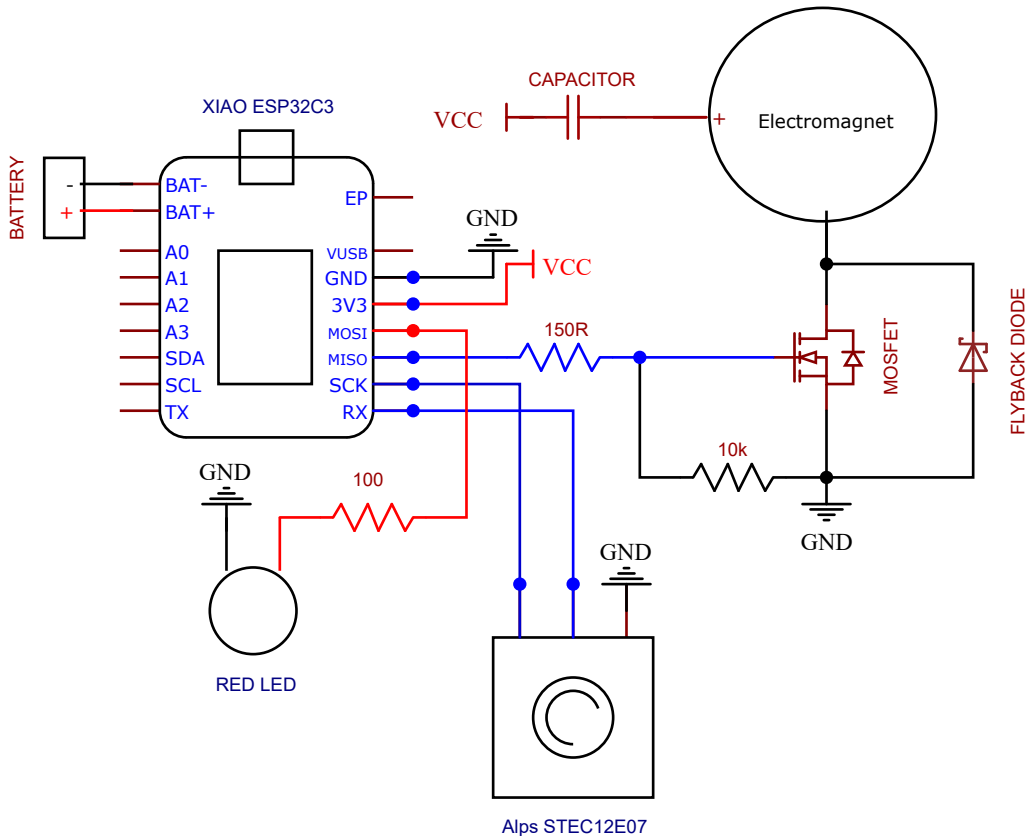 CAPACITOR
VCC
+
Electromagnet
XIAO ESP32C3
BATTERY
-
+
BAT-
BAT+
A0
A1
A2
A3
SDA
SCL
TX
EP
VUSB
GND
3V3
MOSI
MISO
SCK
RX
GND
VCC
150R
MOSFET
FLYBACK DIODE
10k
GND
GND
100
RED LED
GND
Alps STEC12E07